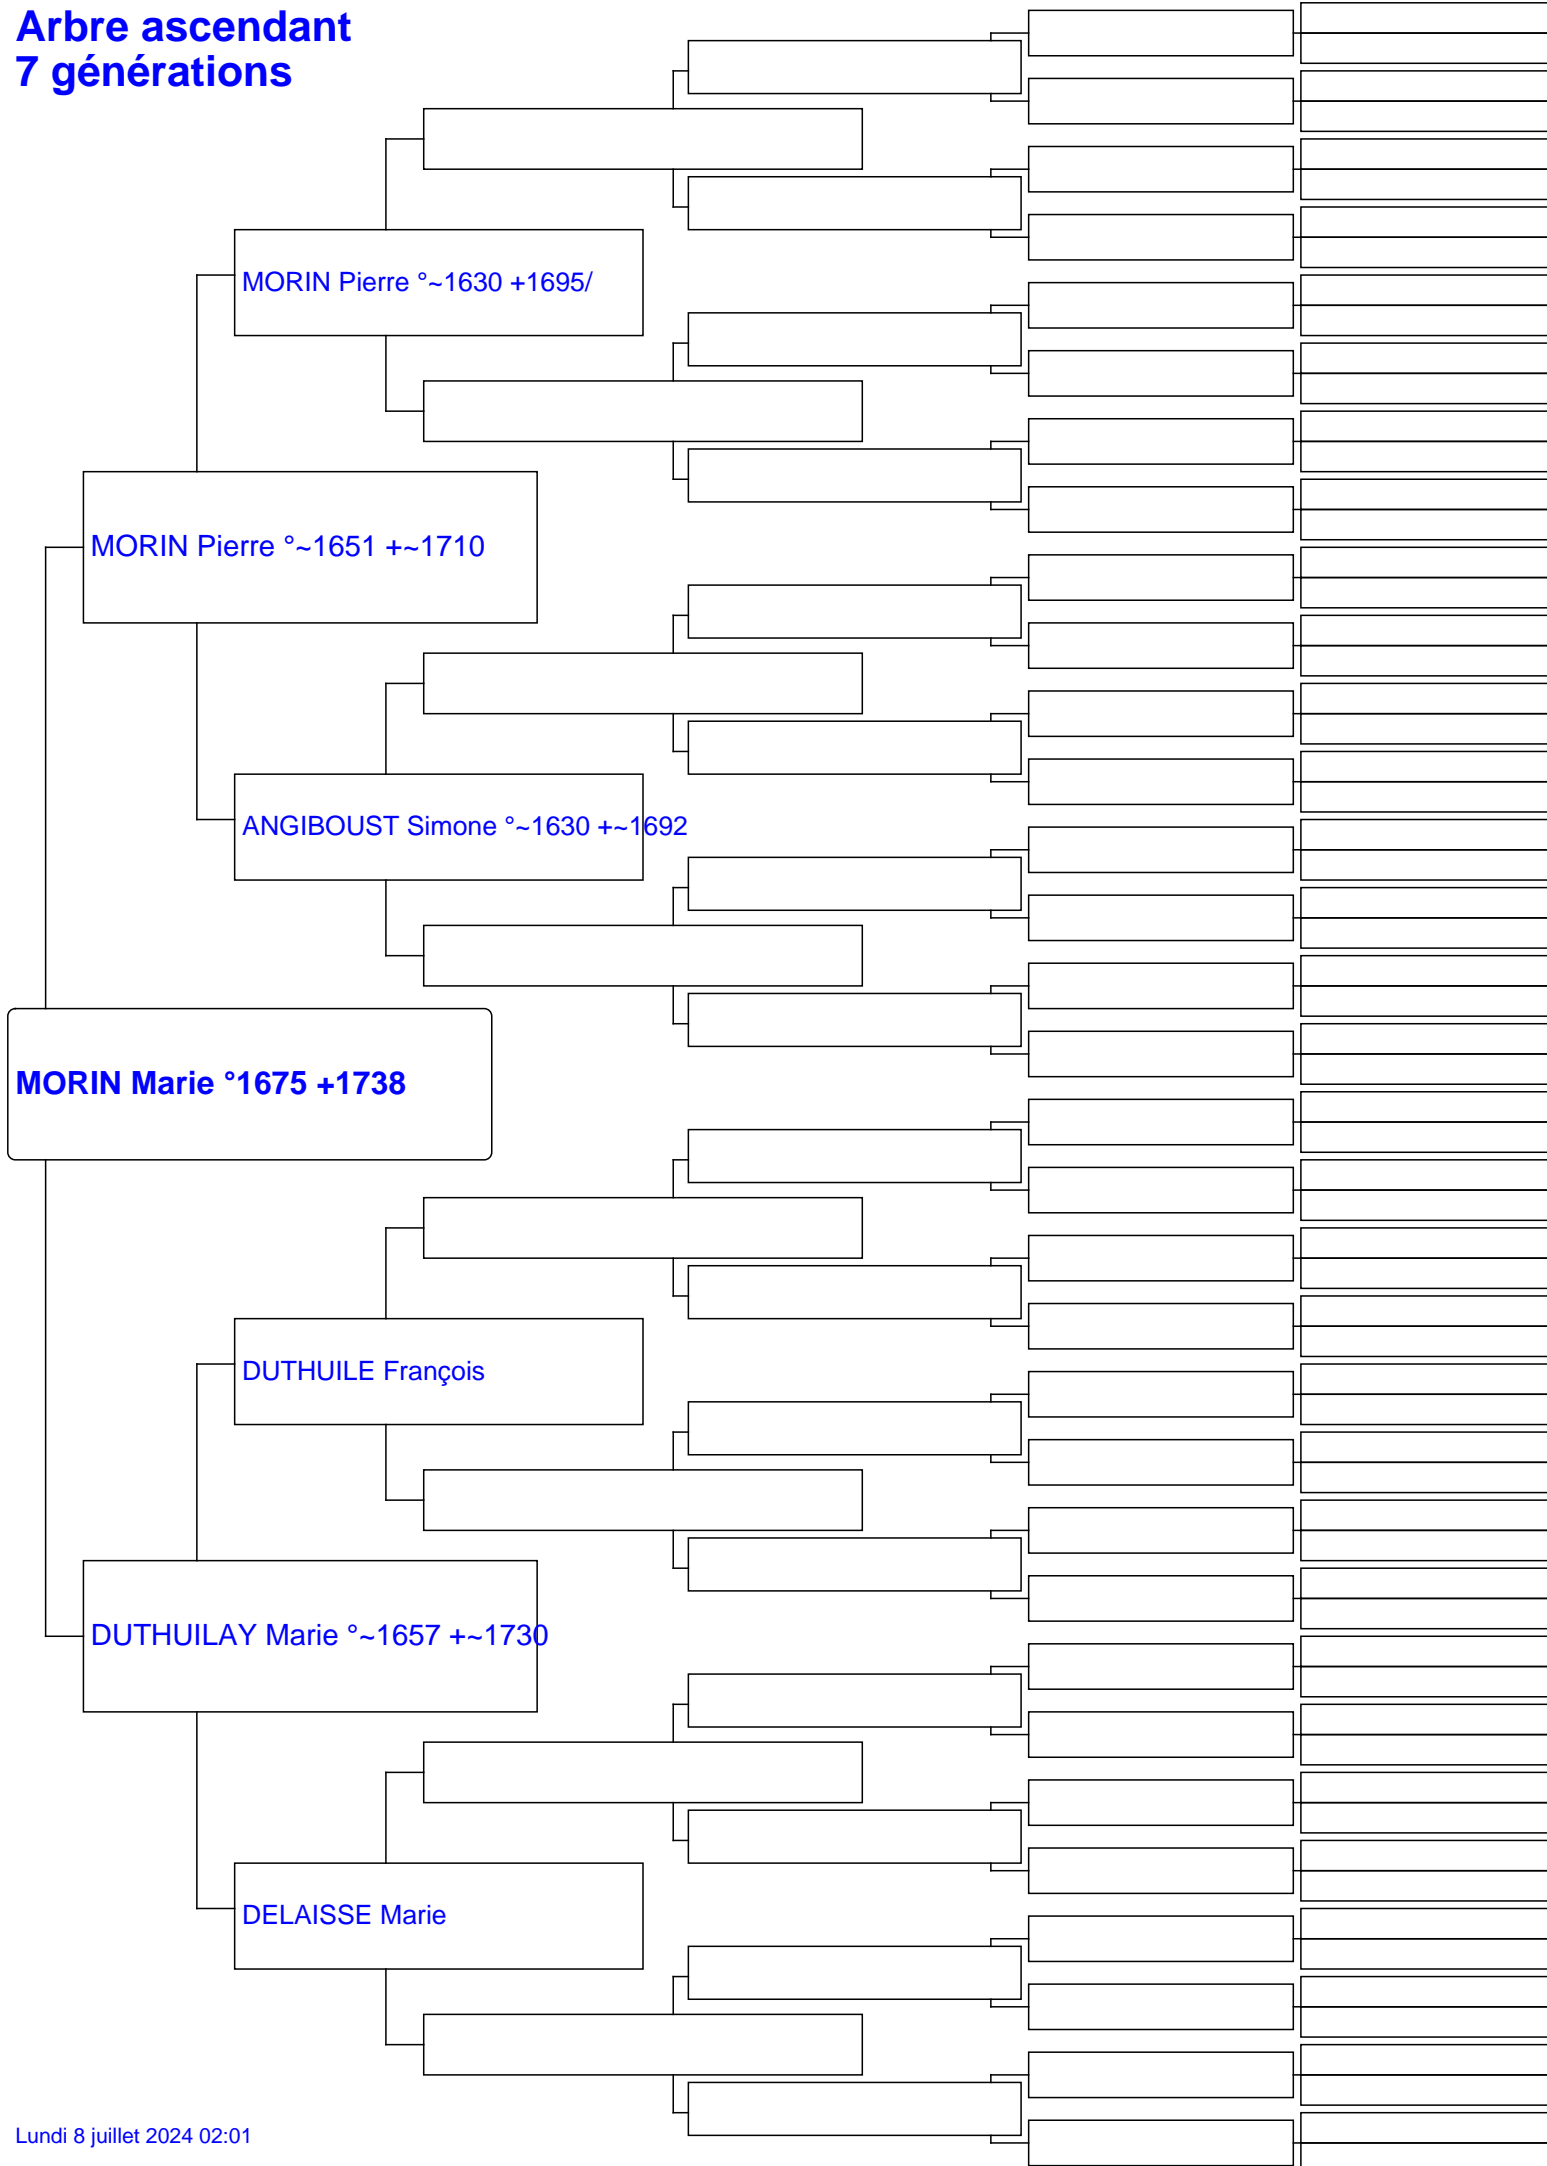 Arbre ascendant
7 générations
MORIN Pierre °~1630 +1695/
MORIN Pierre °~1651 +~1710
ANGIBOUST Simone °~1630 +~1692
MORIN Marie °1675 +1738
DUTHUILE François
DUTHUILAY Marie °~1657 +~1730
DELAISSE Marie
Lundi 8 juillet 2024 02:01